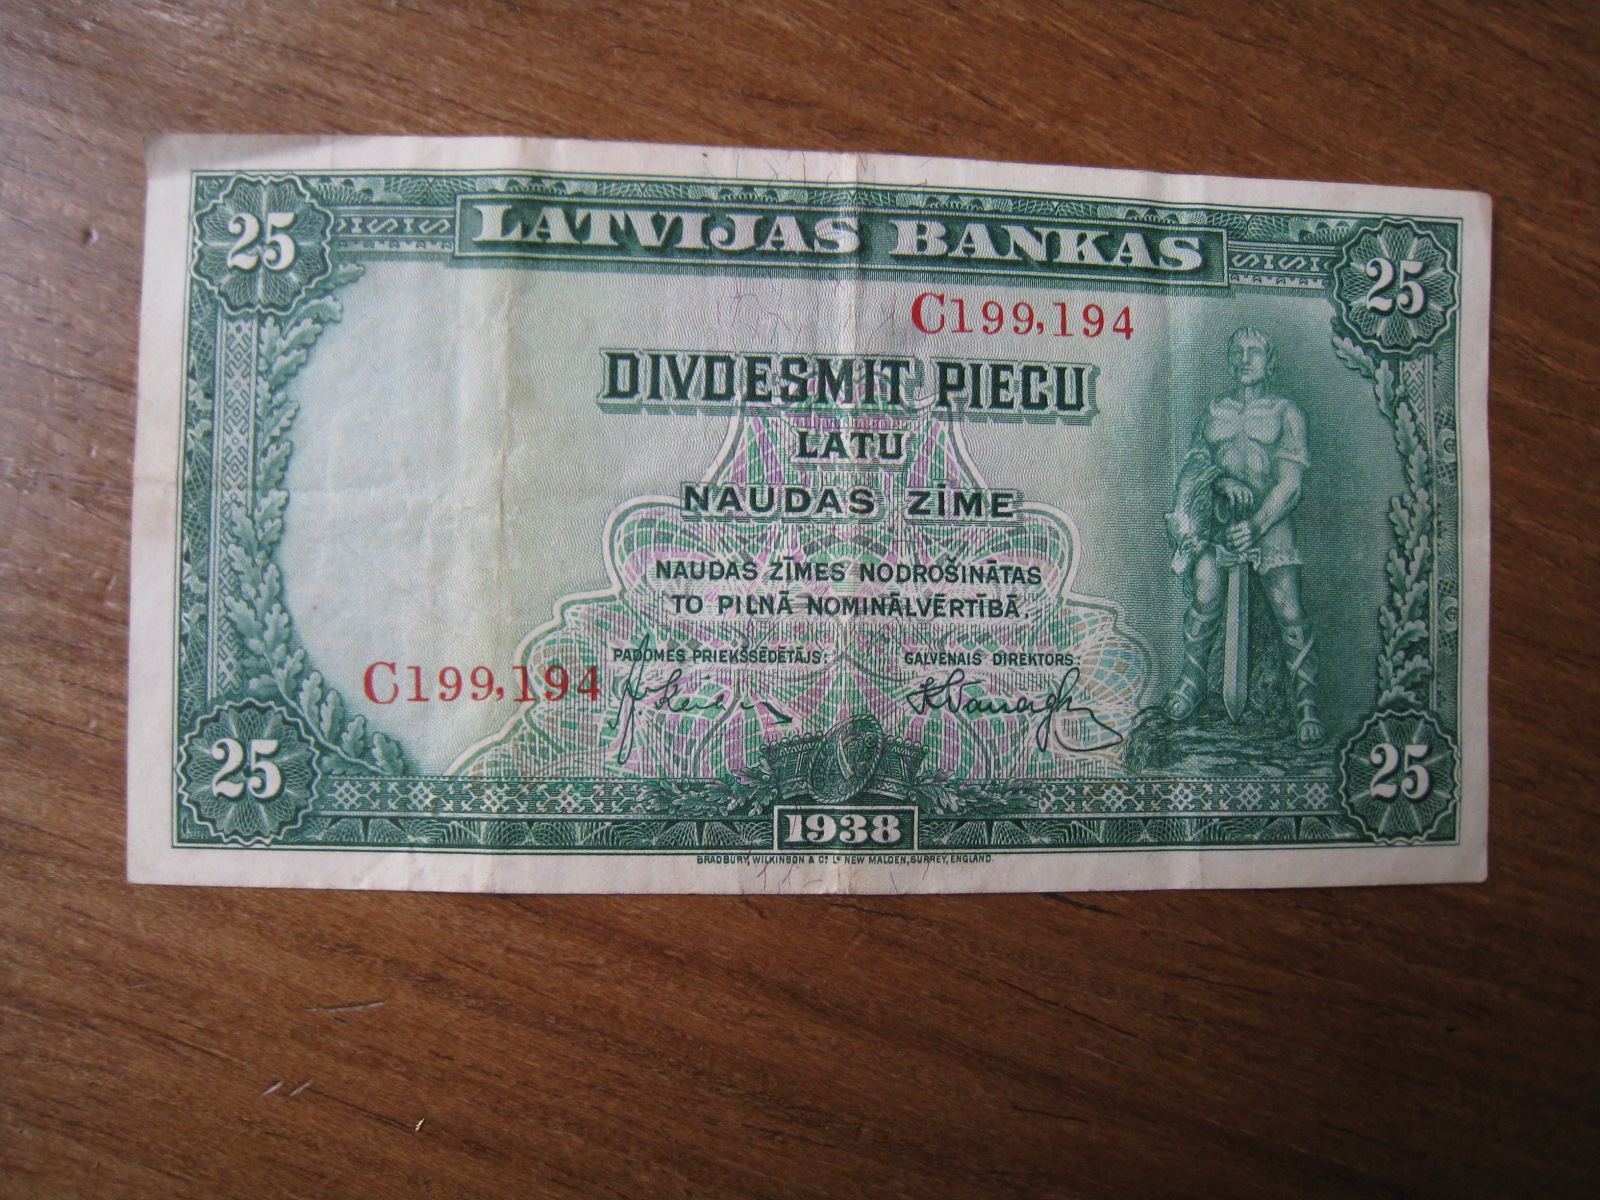 25
LATVIJAS BANKAS
25
C199,194
DIVDESMIT PIECU
LATU
NAUDAS ZĪME
NAUDAS ZĪMES NODROŠINĀTAS
TO PILNĀ NOMINĀLVĒRTĪBĀ.
PADOMES PRIEKŠSĒDĒTĀJS: GALVENAIS DIREKTORS:
C199,194
25
1938
25
BRADBURY, WILKINSON & Cº Lᵈ NEW MALDEN, SURREY, ENGLAND.